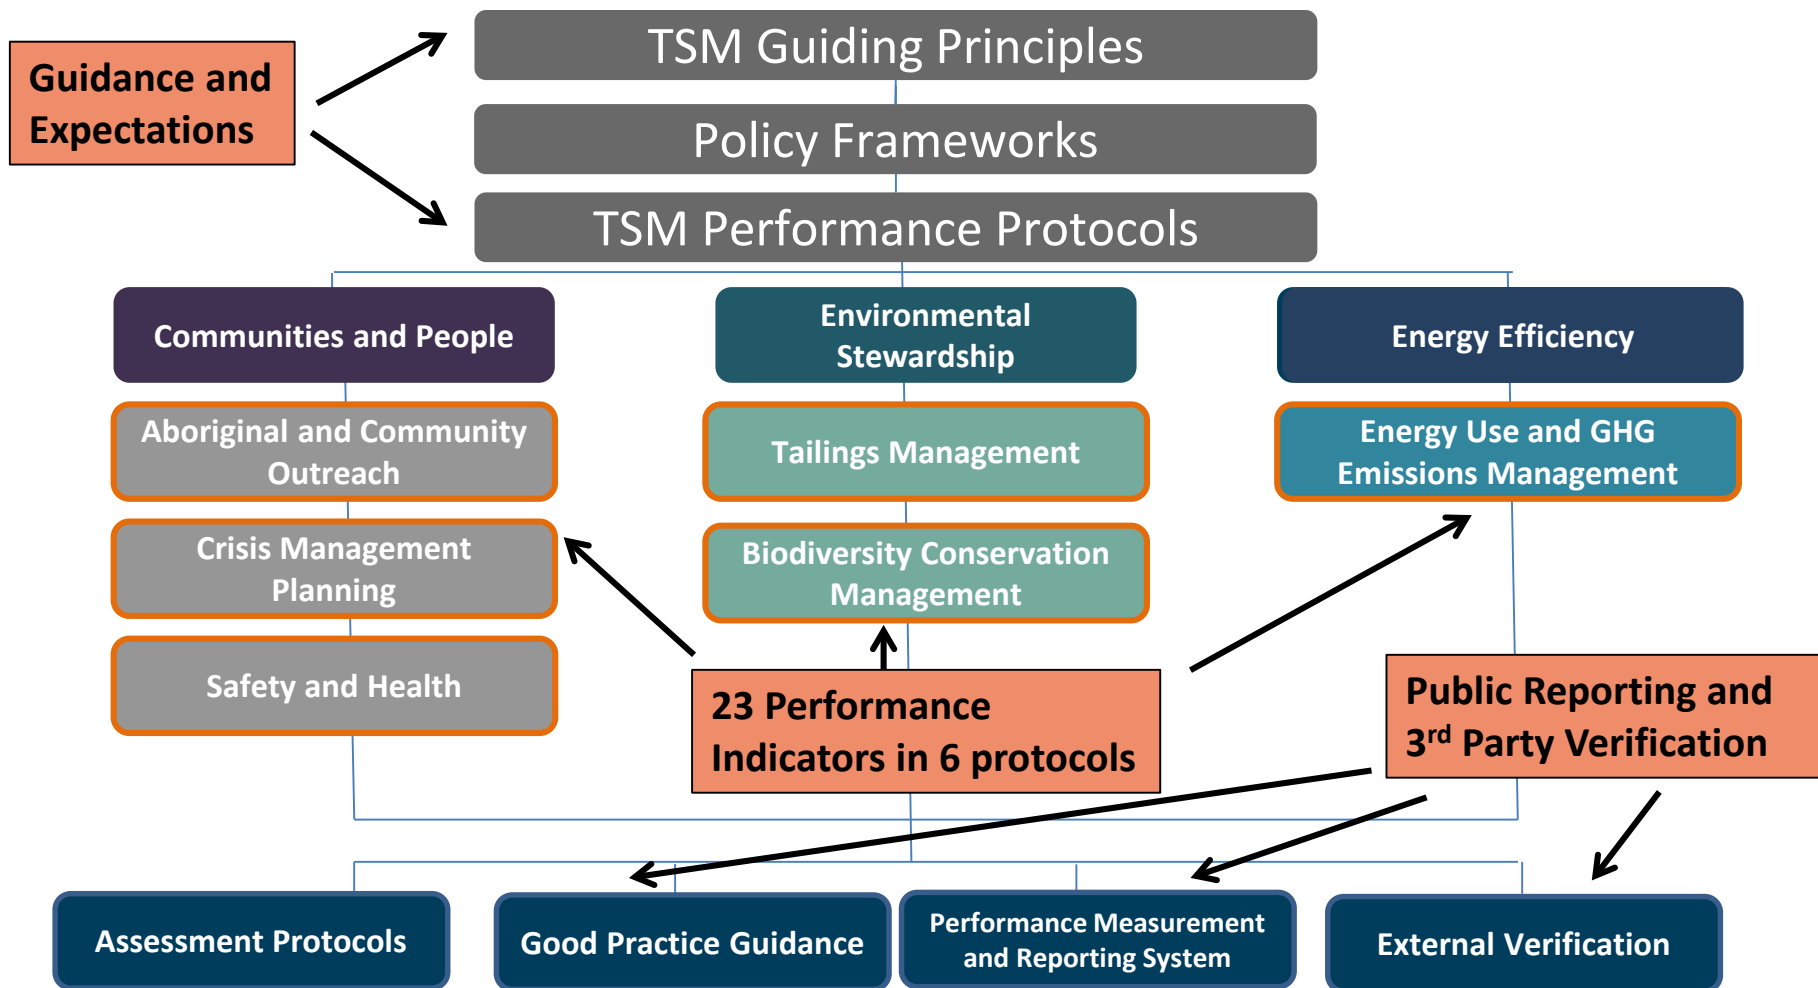 TSM Guiding Principles
Guidance and
Expectations
Policy Frameworks
TSM Performance Protocols
Communities and People
Environmental
Stewardship
Energy Efficiency
Aboriginal and Community
Outreach
Tailings Management
Energy Use and GHG
Emissions Management
Crisis Management
Planning
Biodiversity Conservation
Management
Safety and Health
23 Performance
Indicators in 6 protocols
Public Reporting and
3rd Party Verification
Assessment Protocols
Good Practice Guidance
Performance Measurement
and Reporting System
External Verification